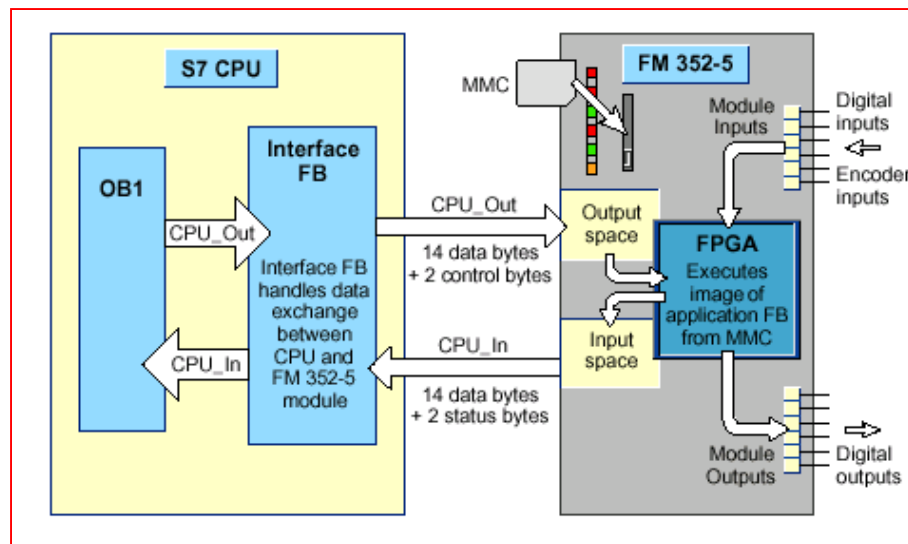 S7 CPU
OB1
CPU_Out
CPU_In
Interface
FB
Interface FB
handles data
exchange
between
CPU and
FM 352-5
module
CPU_Out
14 data bytes
+ 2 control bytes
CPU_In
14 data bytes
+ 2 status bytes
FM 352-5
MMC
Module
Inputs
Digital
inputs
Encoder
inputs
Output
space
Input
space
FPGA
Executes
image of
application FB
from MMC
Module
Outputs
Digital
outputs